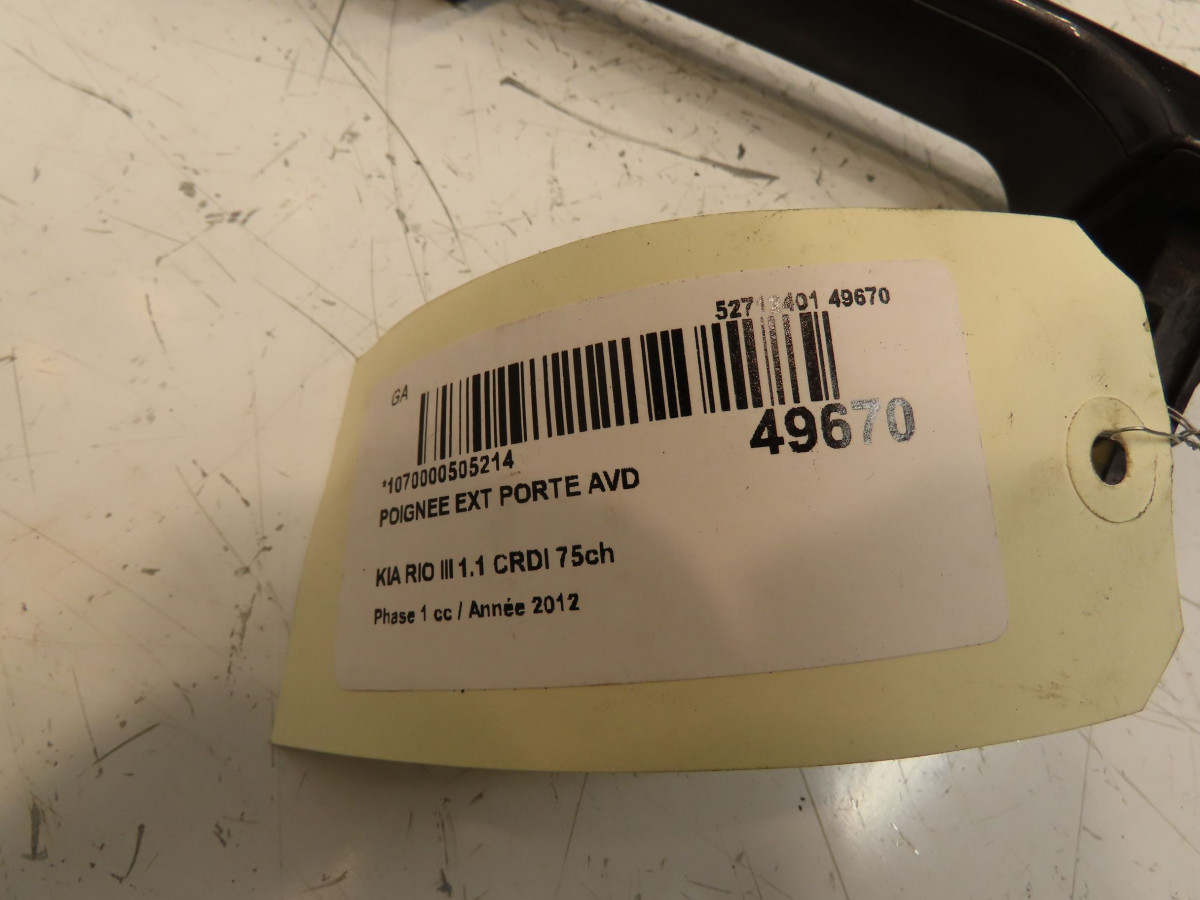 49670
GA
*1070000505214
49670
POIGNEE EXT PORTE AVD
KIA RIO III 1.1 CRDI 75ch
Phase 1 cc / Année 2012